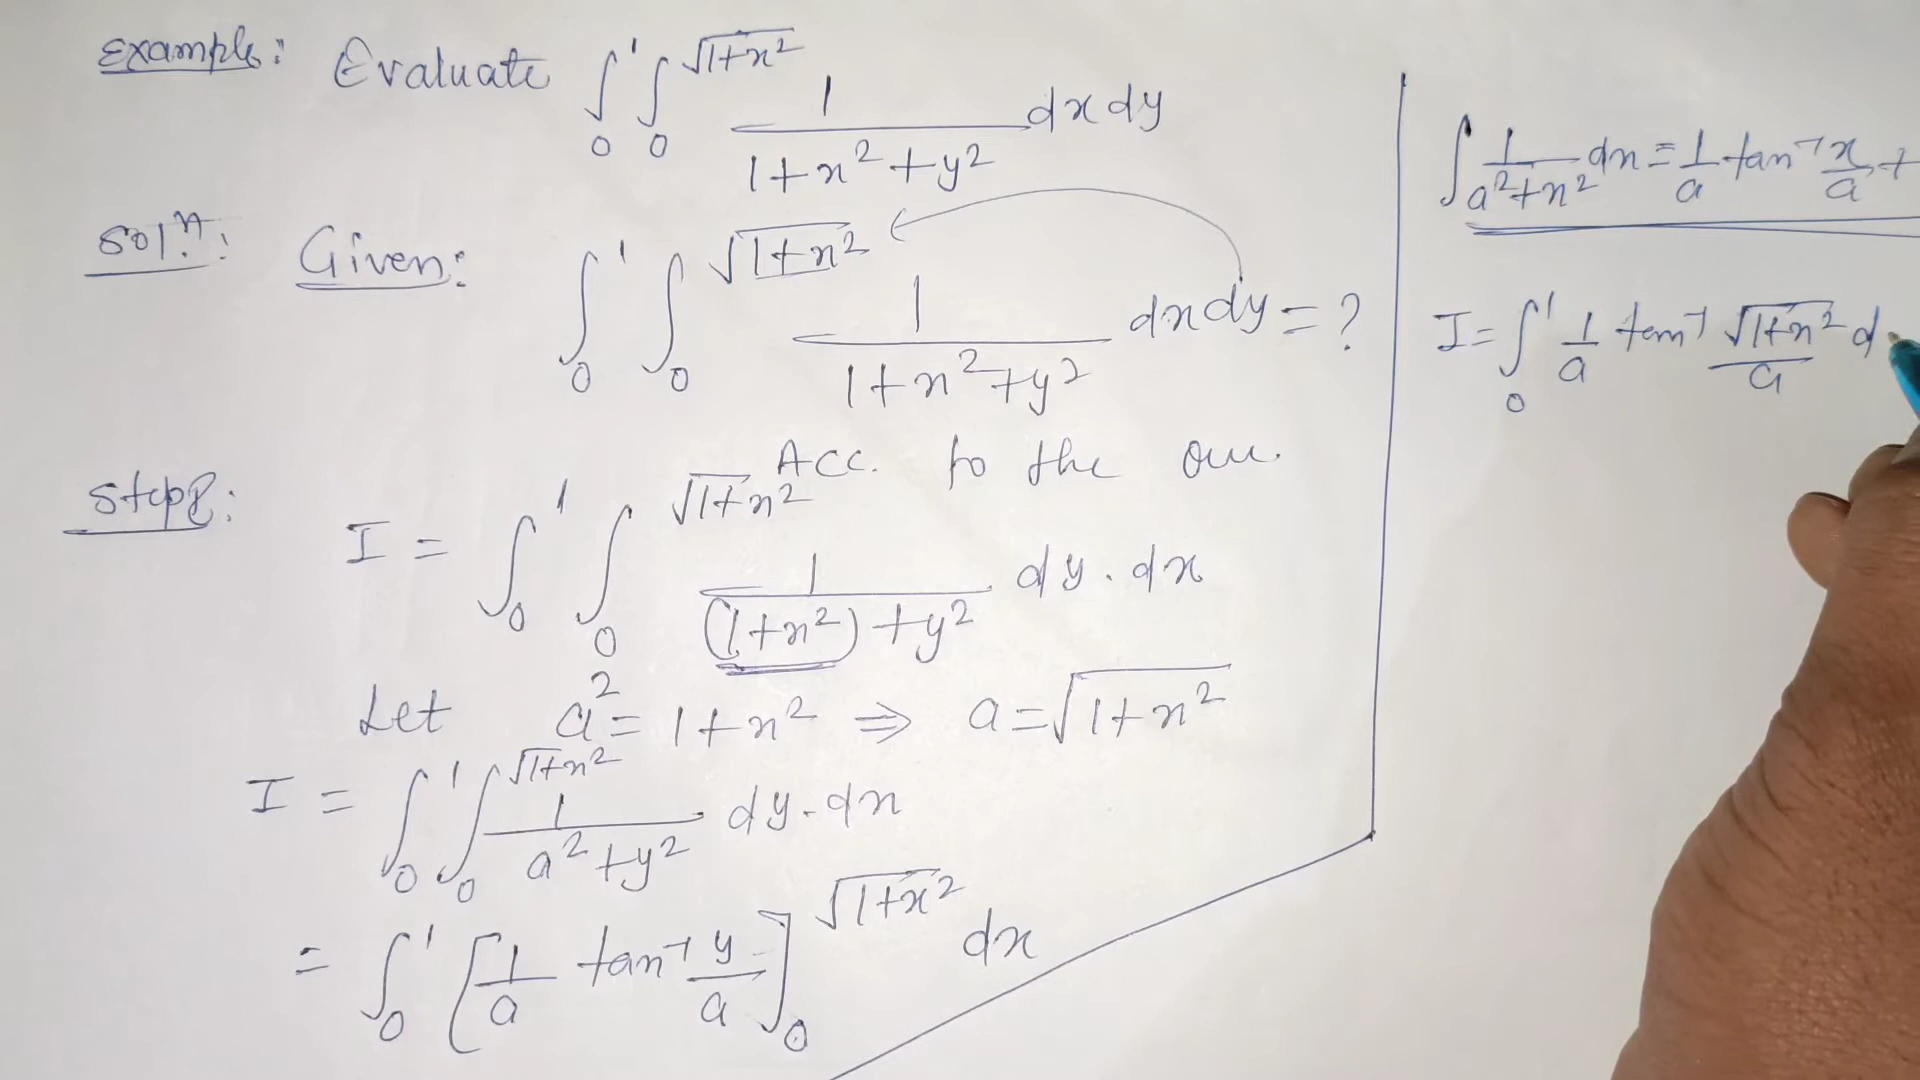 Example: Evaluate ∫₀¹ ∫₀^√(1+x²) 1/(1+x²+y²) dx dy
Solⁿ: Given: ∫₀¹ ∫₀^√(1+x²) 1/(1+x²+y²) dx dy = ?
Acc. to the
Step: I = ∫₀¹ ∫₀^√(1+x²) 1/((1+x²)+y²) dy . dx
Let a² = 1+x² ⇒ a = √(1+x²)
I = ∫₀¹ ∫₀^√(1+x²) 1/(a²+y²) dy . dx
= ∫₀¹ [1/a tan⁻¹ y/a]₀^√(1+x²) dx
∫ 1/(a²+x²) dx = 1/a tan⁻¹ x/a +
I = ∫₀¹ 1/a tan⁻¹ √(1+x²)/a d